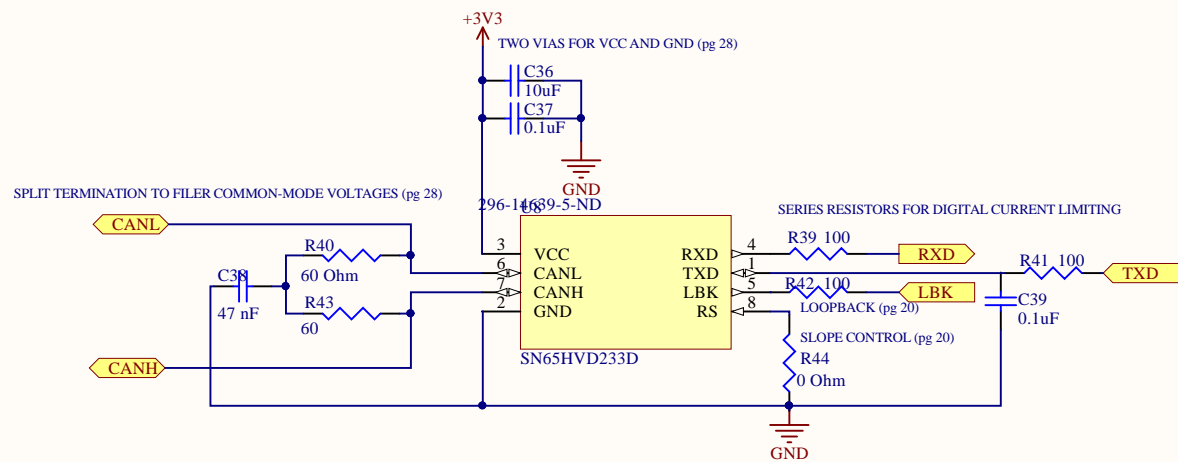 +3V3
TWO VIAS FOR VCC AND GND (pg 28)
C36
10uF
C37
0.1uF
GND
SPLIT TERMINATION TO FILER COMMON-MODE VOLTAGES (pg 28)
CANL
296-14639-5-ND
U8
SERIES RESISTORS FOR DIGITAL CURRENT LIMITING
R40
60 Ohm
C38
47 nF
R43
60
CANH
3 VCC
6 CANL
7 CANH
2 GND
RXD 4
TXD 1
LBK 5
RS 8
SN65HVD233D
R39 100
RXD
R41 100
TXD
R42 100
LBK
LOOPBACK (pg 20)
C39
0.1uF
SLOPE CONTROL (pg 20)
R44
0 Ohm
GND